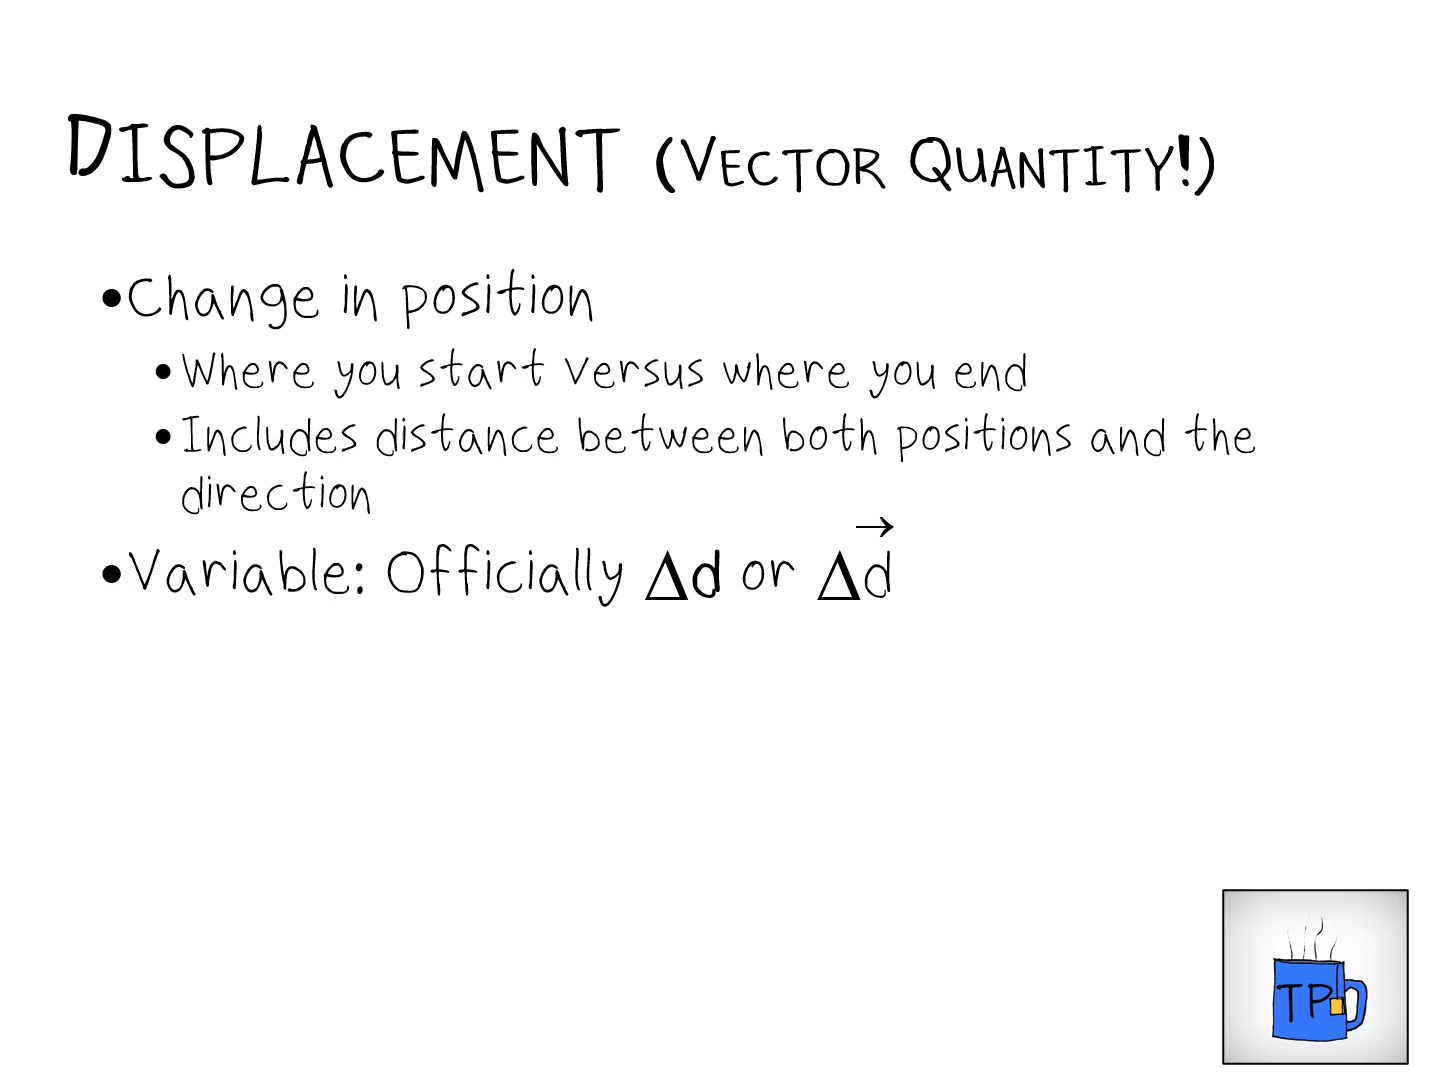 DISPLACEMENT (VECTOR QUANTITY!)
•Change in position
•Where you start versus where you end
•Includes distance between both positions and the
direction
•Variable: Officially Δd or Δd⃗
TP